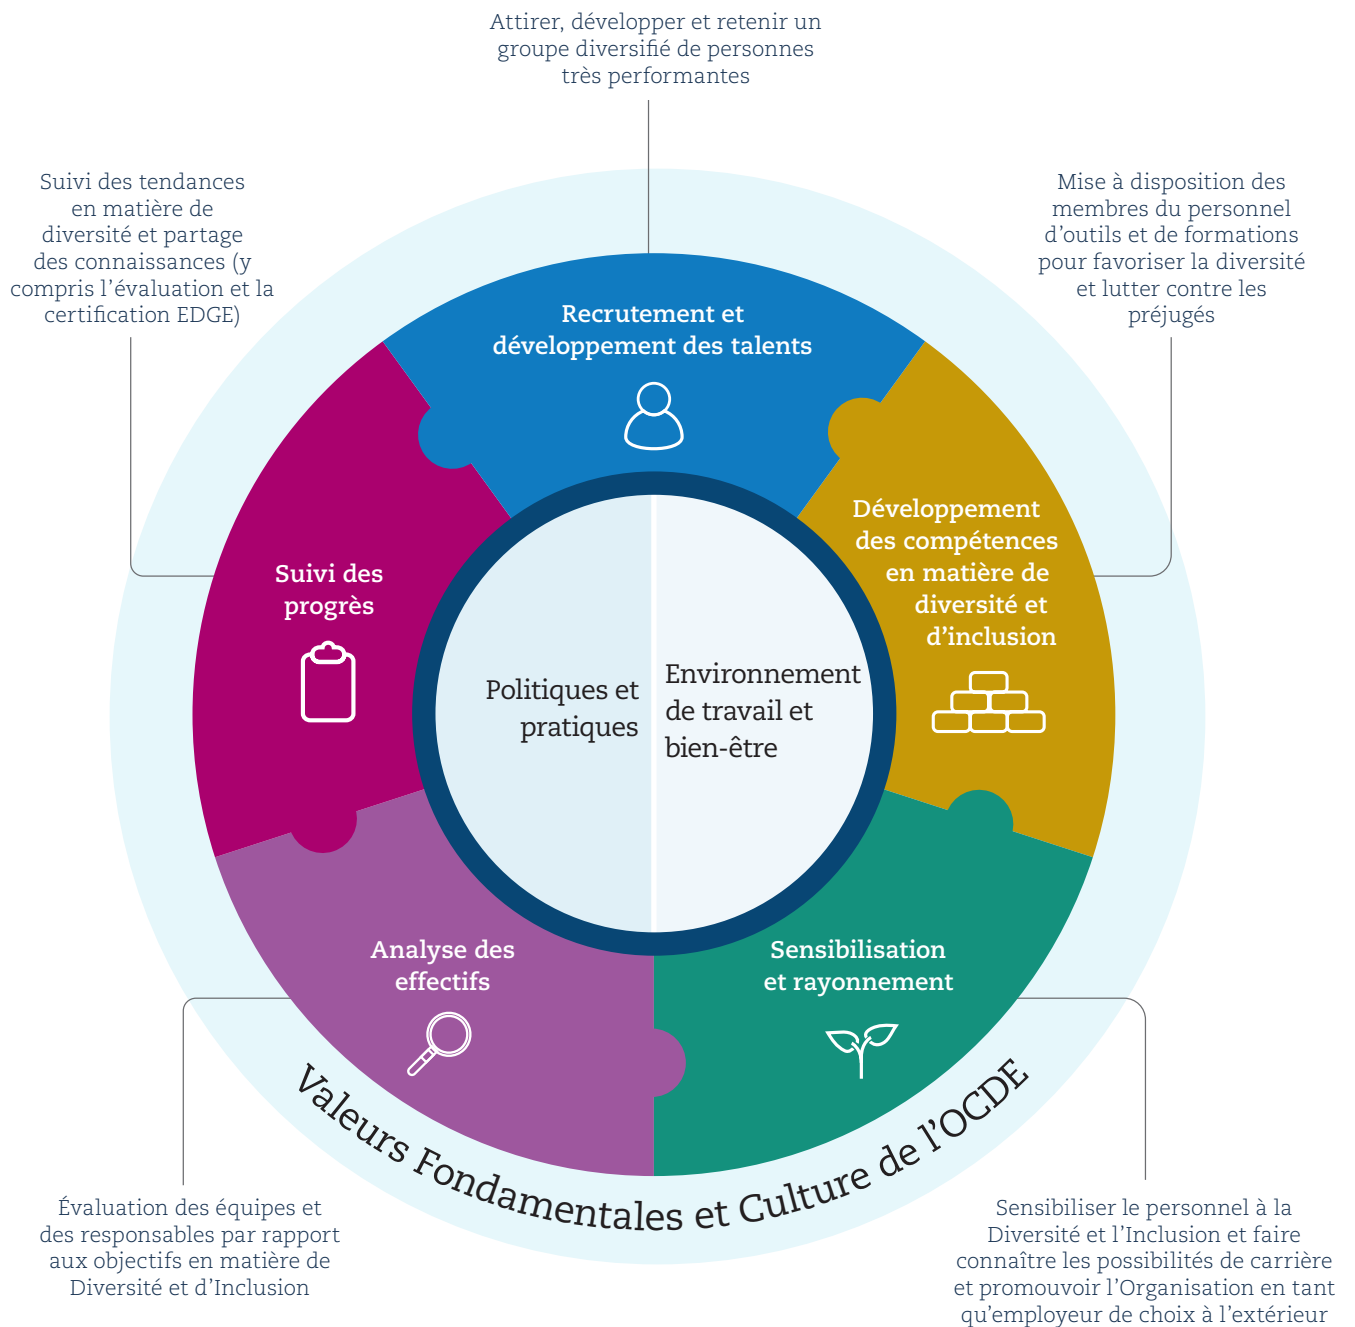 Attirer, développer et retenir un
groupe diversifié de personnes
très performantes
Suivi des tendances
en matière de
diversité et partage
des connaissances (y
compris l’évaluation et la
certification EDGE)
Mise à disposition des
membres du personnel
d’outils et de formations
pour favoriser la diversité
et lutter contre les
préjugés
Recrutement et
développement des talents
Développement
des compétences
en matière de
diversité et
d’inclusion
Suivi des
progrès
Politiques et
pratiques
Environnement
de travail et
bien-être
Analyse des
effectifs
Sensibilisation
et rayonnement
Valeurs Fondamentales et Culture de l’OCDE
Évaluation des équipes et
des responsables par rapport
aux objectifs en matière de
Diversité et d’Inclusion
Sensibiliser le personnel à la
Diversité et l’Inclusion et faire
connaître les possibilités de carrière
et promouvoir l’Organisation en tant
qu’employeur de choix à l’extérieur